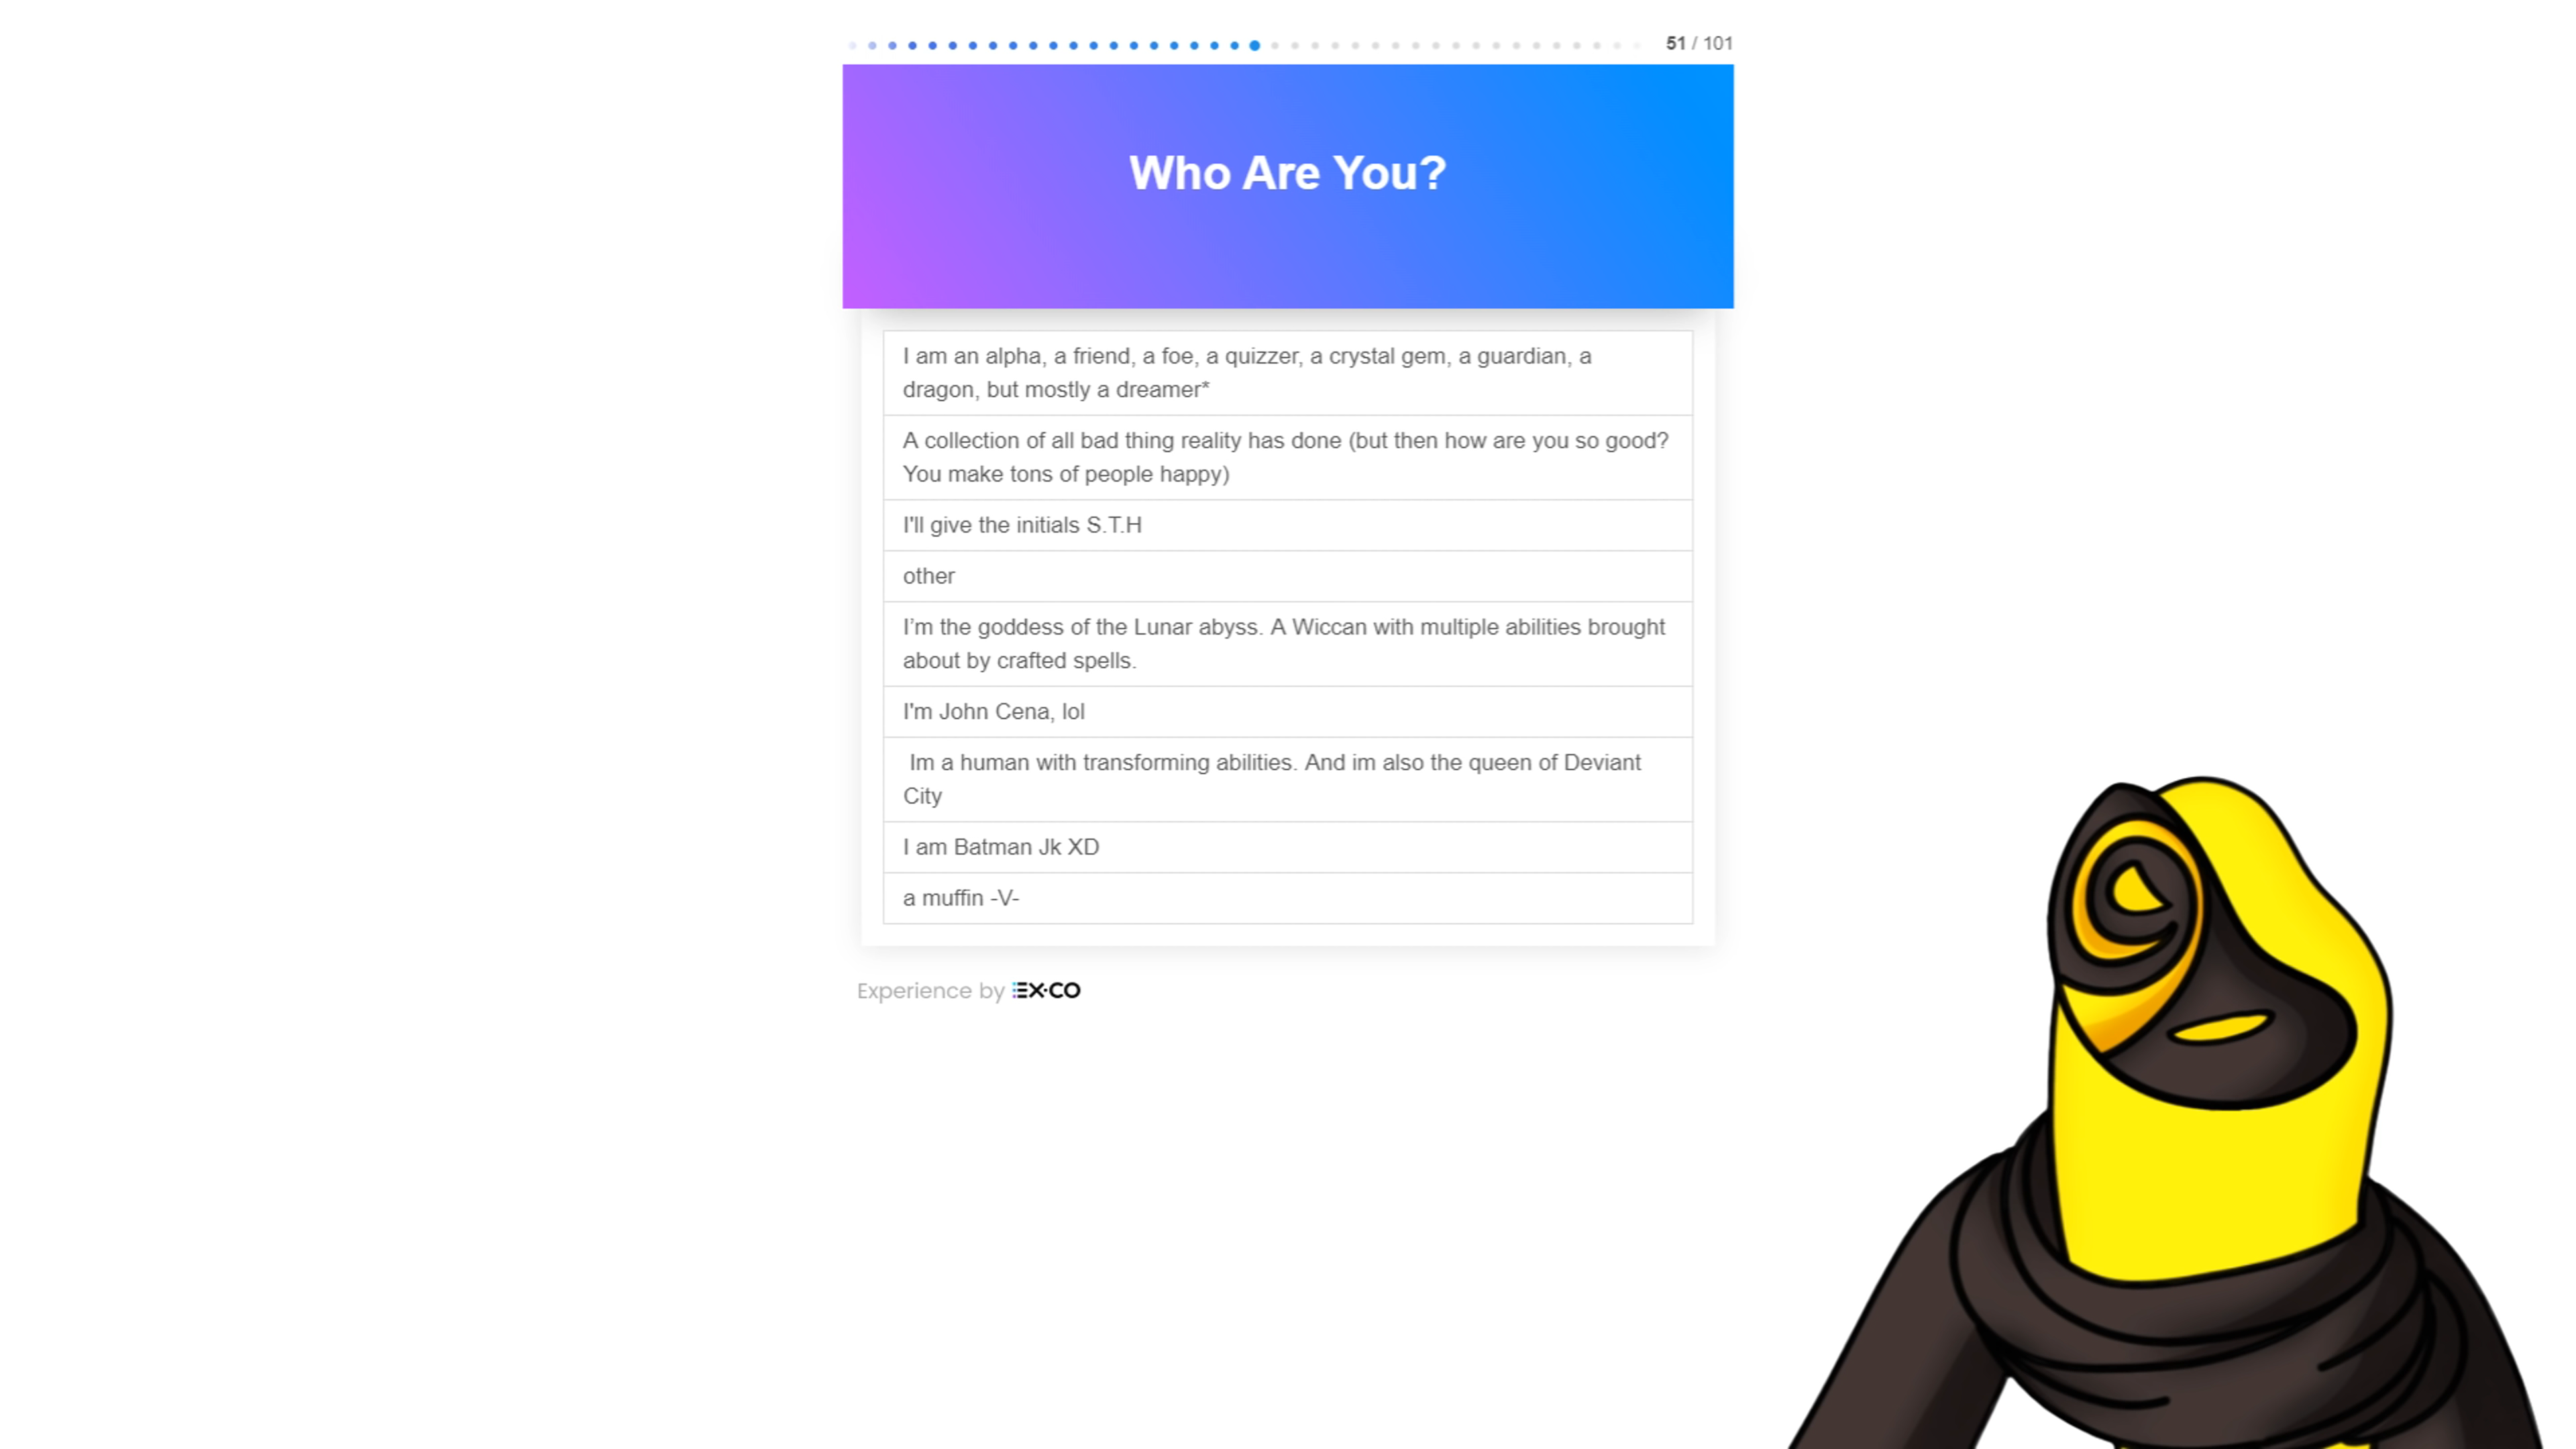 51 / 101
Who Are You?
I am an alpha, a friend, a foe, a quizzer, a crystal gem, a guardian, a
dragon, but mostly a dreamer*
A collection of all bad thing reality has done (but then how are you so good?
You make tons of people happy)
I'll give the initials S.T.H
other
I’m the goddess of the Lunar abyss. A Wiccan with multiple abilities brought
about by crafted spells.
I'm John Cena, lol
Im a human with transforming abilities. And im also the queen of Deviant
City
I am Batman Jk XD
a muffin -V-
Experience by EX·CO